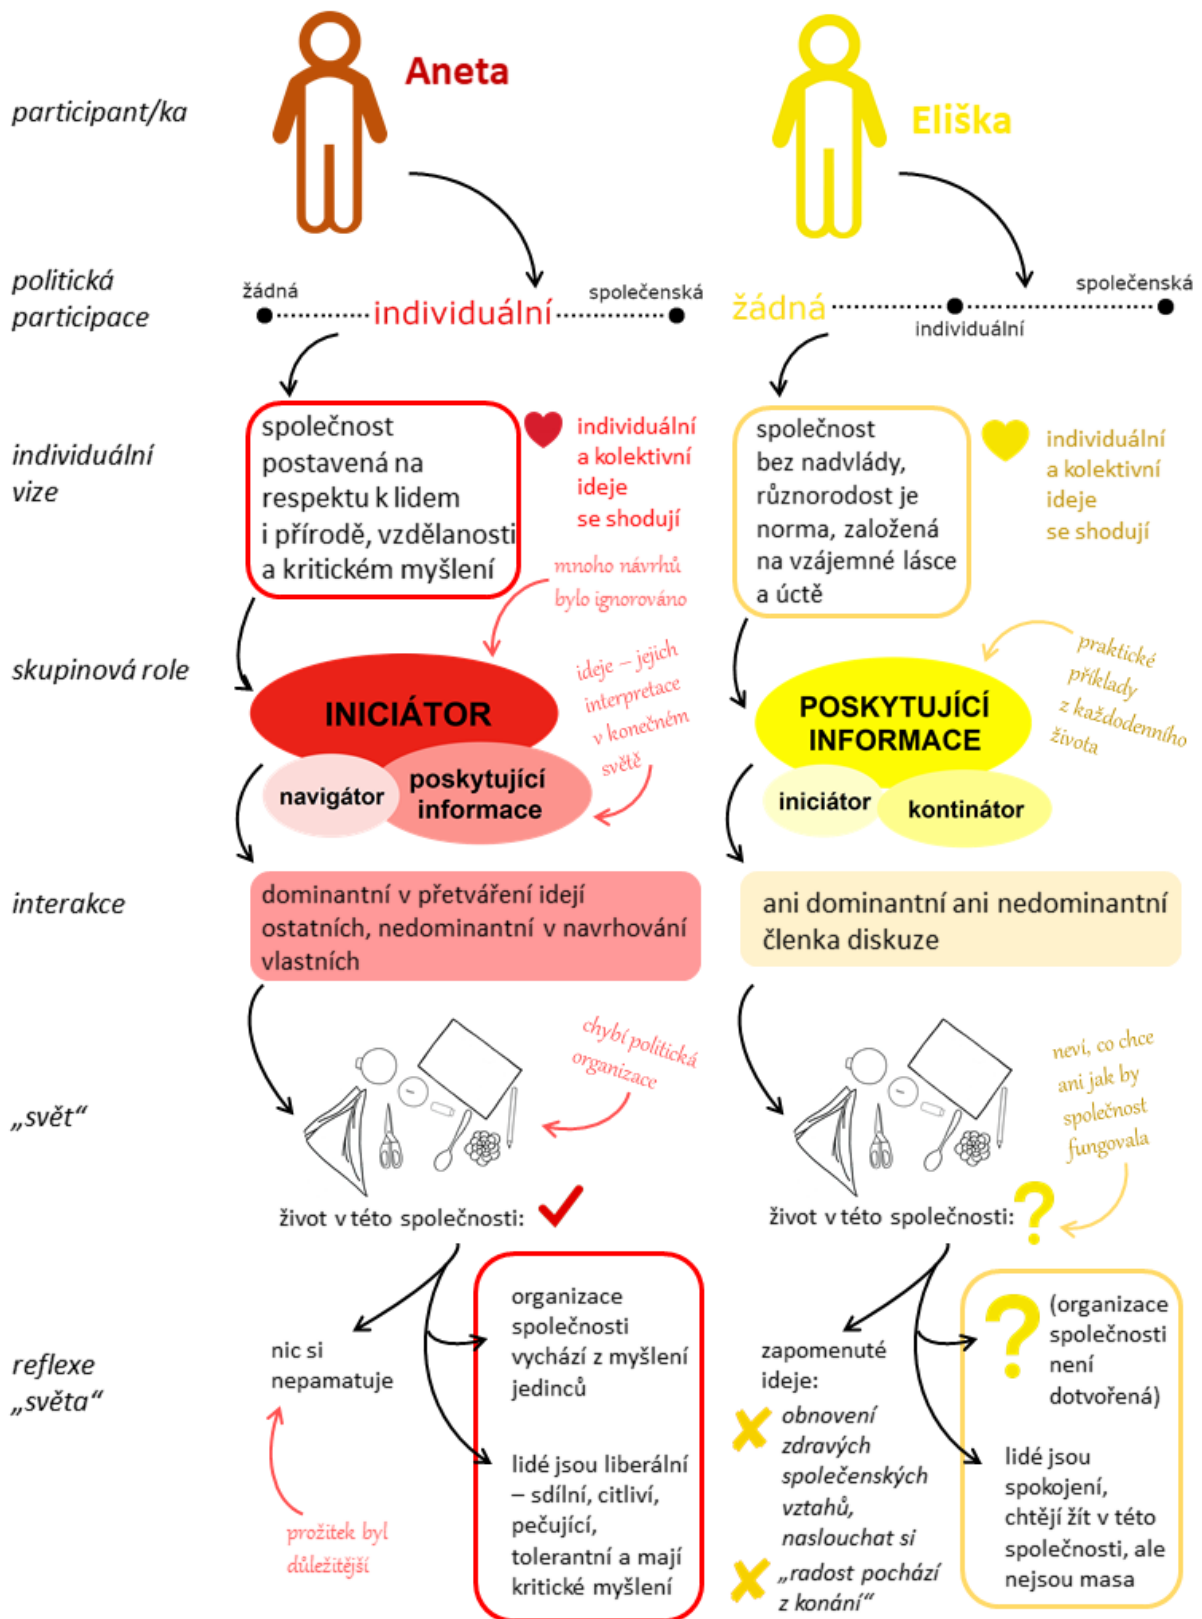 participant/ka
Aneta
Eliška
politická
participace
žádná
individuální
společenská
žádná
individuální
společenská
individuální
vize
společnost
postavená na
respektu k lidem
i přírodě, vzdělanosti
a kritickém myšlení
individuální
a kolektivní
ideje
se shodují
společnost
bez nadvlády,
různorodost je
norma, založená
na vzájemné lásce
a úctě
individuální
a kolektivní
ideje
se shodují
skupinová role
mnoho návrhů
bylo ignorováno
INICIÁTOR
navigátor
poskytující
informace
ideje – jejich
interpretace
v konečném
světě
POSKYTUJÍCÍ
INFORMACE
iniciátor
kontinátor
praktické
příklady
z každodenního
života
interakce
dominantní v přetváření idejí
ostatních, nedominantní v navrhování
vlastních
ani dominantní ani nedominantní
členka diskuze
„svět“
chybí politická
organizace
život v této společnosti:
neví, co chce
ani jak by
společnost
fungovala
život v této společnosti:
?
reflexe
„světa“
nic si
nepamatuje
prožitek byl
důležitější
organizace
společnosti
vychází z myšlení
jedinců
lidé jsou liberální
– sdílní, citliví,
pečující,
tolerantní a mají
kritické myšlení
zapomenuté
ideje:
obnovení
zdravých
společenských
vztahů,
naslouchat si
„radost pochází
z konání“
?
(organizace
společnosti
není
dotvořená)
lidé jsou
spokojení,
chtějí žít v této
společnosti, ale
nejsou masa